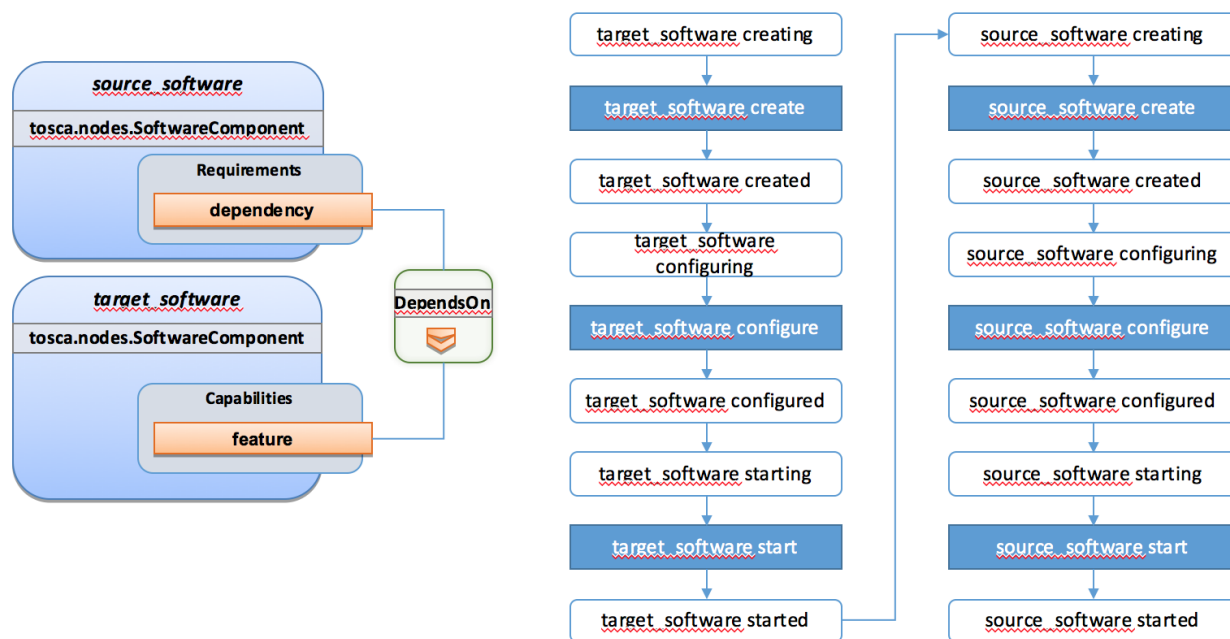 source_software
tosca.nodes.SoftwareComponent
Requirements
dependency
target_software
tosca.nodes.SoftwareComponent
Capabilities
feature
DependsOn
target_software creating
target_software create
target_software created
target_software
configuring
target_software configure
target_software configured
target_software starting
target_software start
target_software started
source_software creating
source_software create
source_software created
source_software configuring
source_software configure
source_software configured
source_software starting
source_software start
source_software started